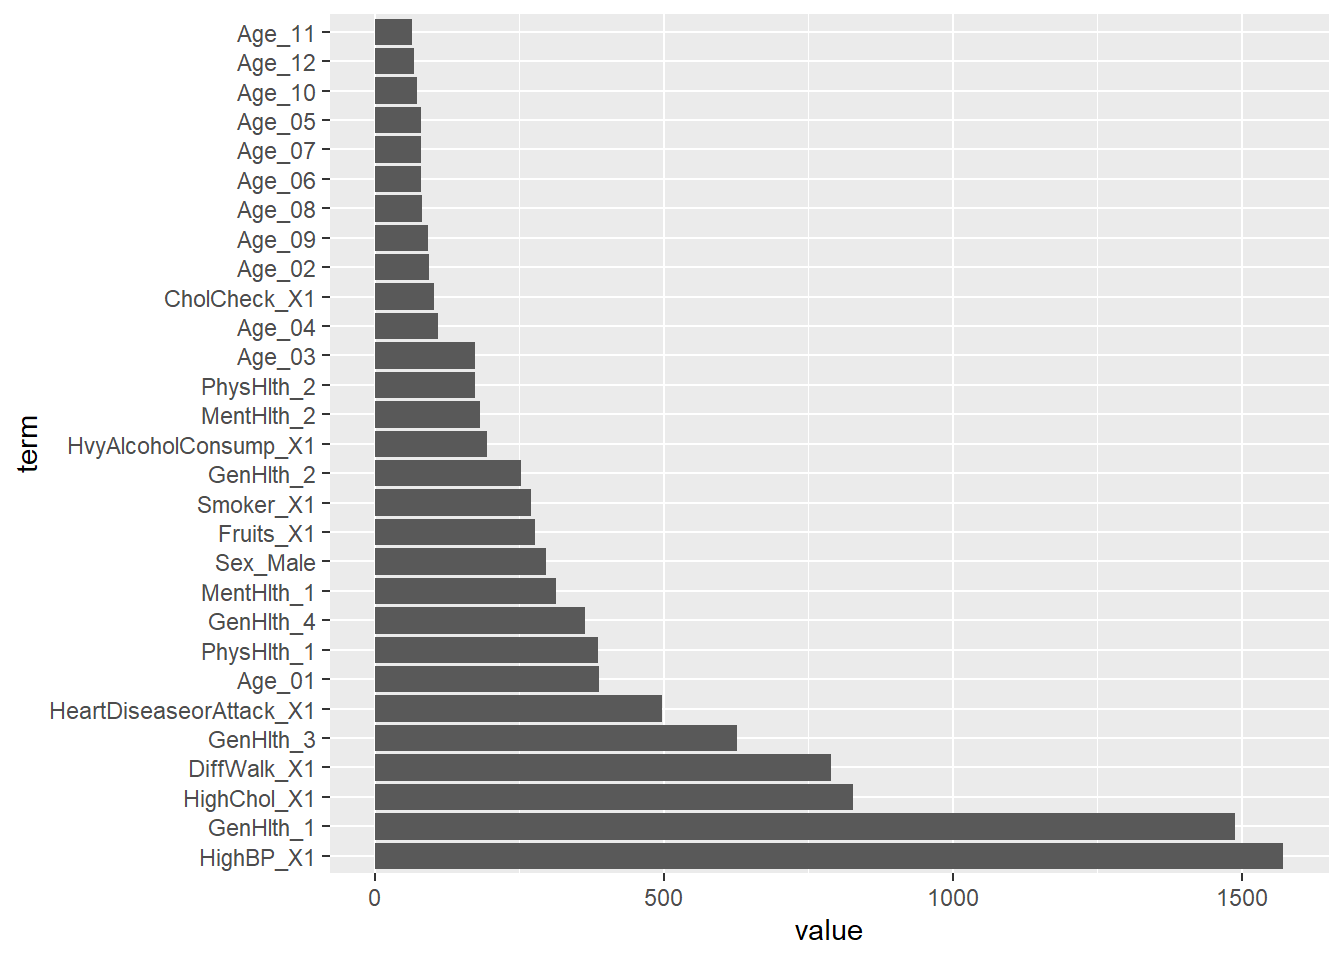 Age_11
Age_12
Age_10
Age_05
Age_07
Age_06
Age_08
Age_09
Age_02
CholCheck_X1
Age_04
Age_03
PhysHlth_2
MentHlth_2
HvyAlcoholConsump_X1
GenHlth_2
Smoker_X1
Fruits_X1
Sex_Male
MentHlth_1
GenHlth_4
PhysHlth_1
Age_01
HeartDiseaseorAttack_X1
GenHlth_3
DiffWalk_X1
HighChol_X1
GenHlth_1
HighBP_X1
term
0 500 1000 1500
value